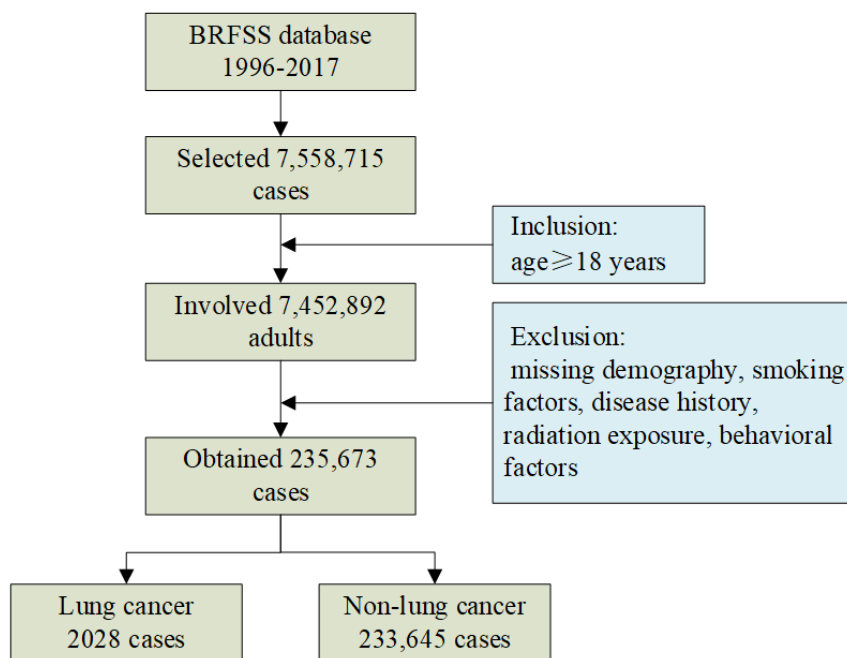 BRFSS database
1996-2017
Selected 7,558,715
cases
Inclusion:
age≥18 years
Involved 7,452,892
adults
Exclusion:
missing demography, smoking
factors, disease history,
radiation exposure, behavioral
factors
Obtained 235,673
cases
Lung cancer
2028 cases
Non-lung cancer
233,645 cases